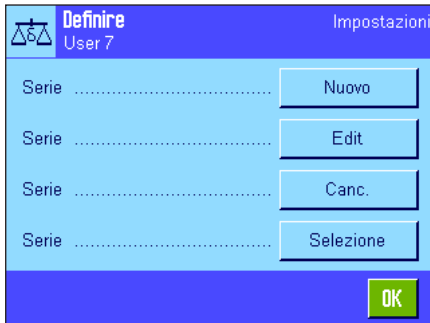 Definire Impostazioni
User 7
Serie ................................... Nuovo
Serie ................................... Edit
Serie ................................... Canc.
Serie ................................... Selezione
OK